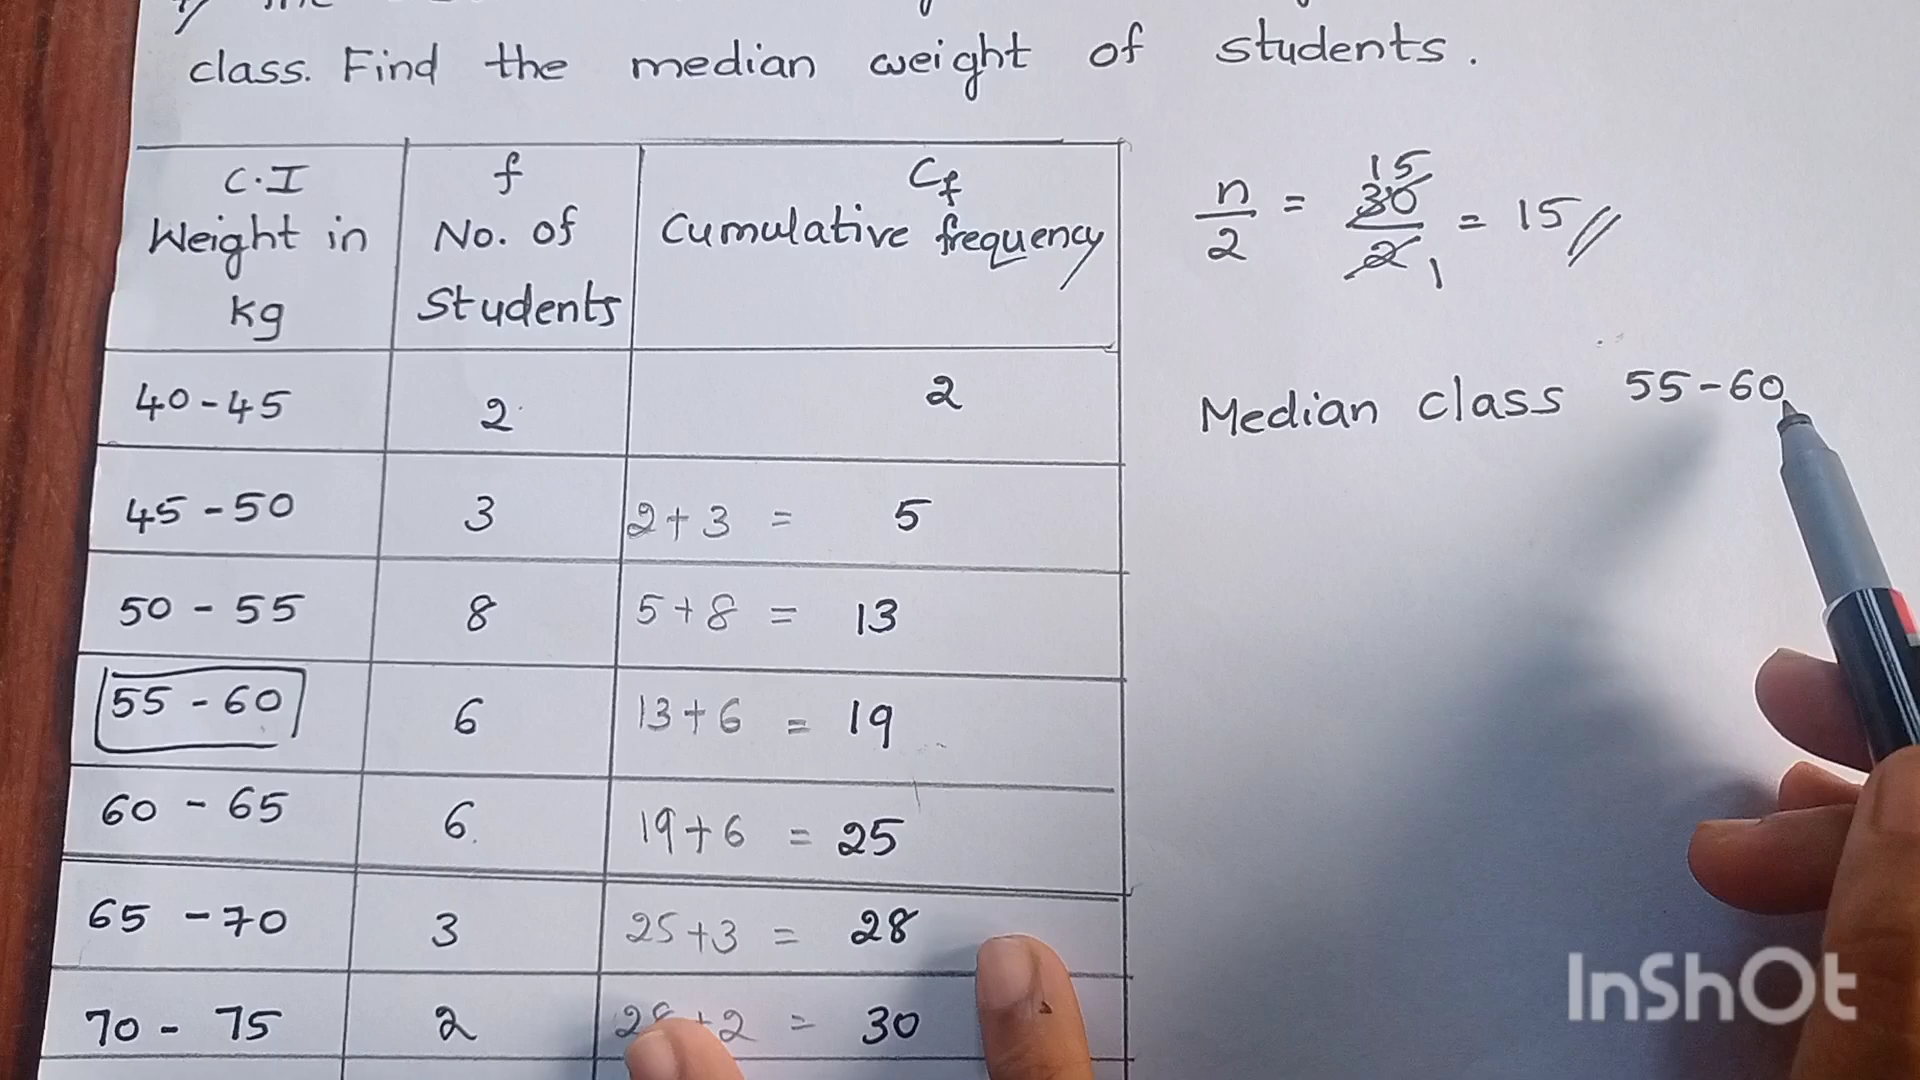 class. Find the median weight of students.
C.I
Weight in
kg
f
No. of
Students
Cf
Cumulative frequency
40-45 2 2
45-50 3 2+3 = 5
50-55 8 5+8 = 13
55-60 6 13+6 = 19
60-65 6. 19+6 = 25
65-70 3 25+3 = 28
70-75 2 28+2 = 30
n/2 = 30/2 = 15//
15
1
Median class 55-60
InShOt